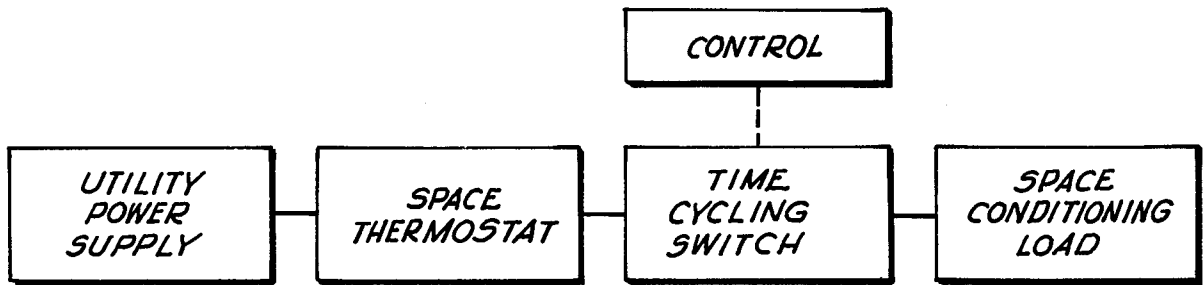 CONTROL
UTILITY
POWER
SUPPLY
SPACE
THERMOSTAT
TIME
CYCLING
SWITCH
SPACE
CONDITIONING
LOAD